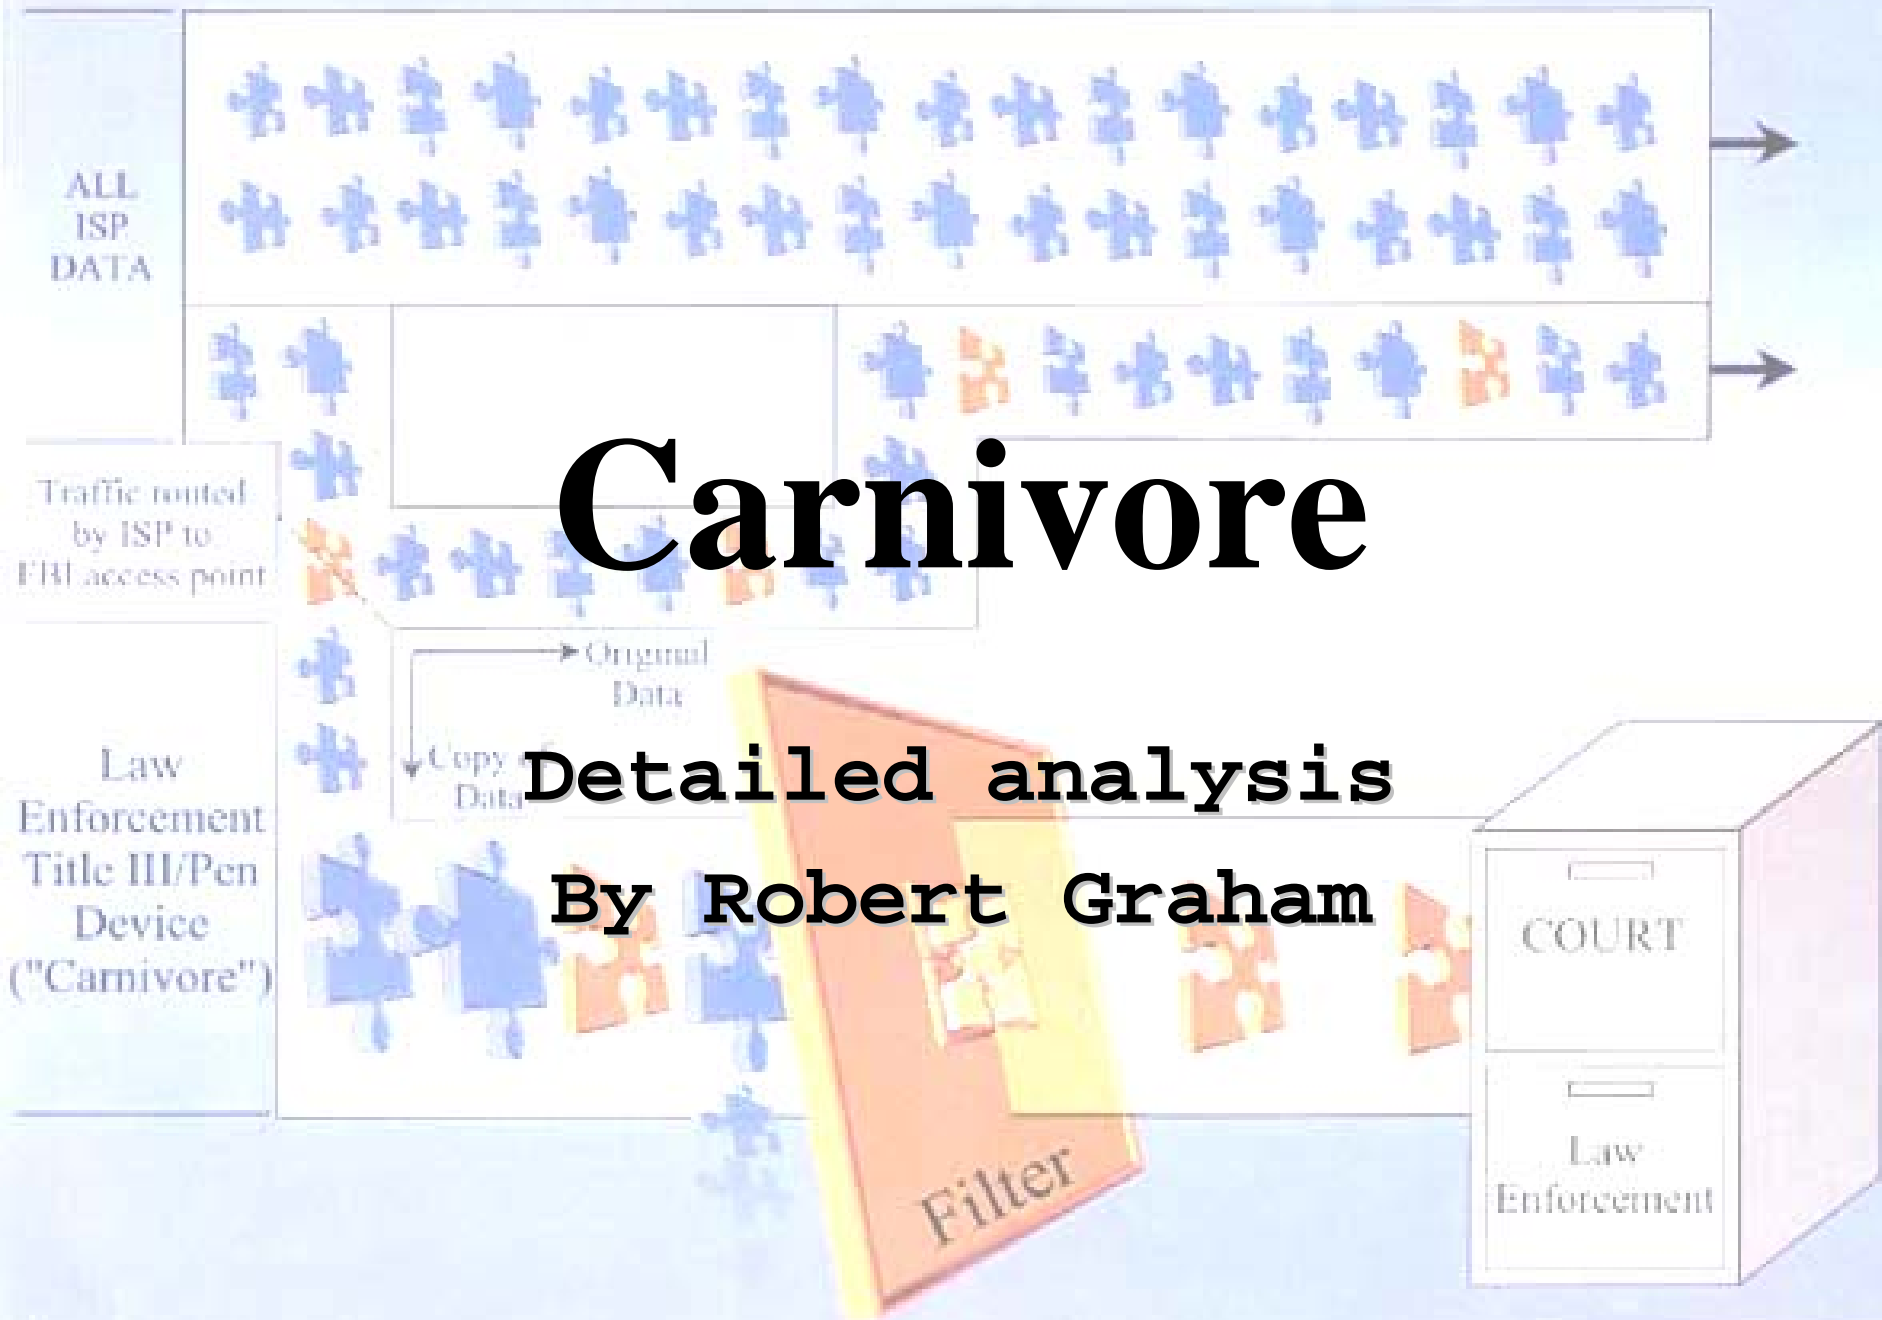 ALL
ISP
DATA
Traffic routed
by ISP to
FBI access point
Carnivore
Original
Data
Copy of
Data
Detailed analysis
By Robert Graham
Law
Enforcement
Title III/Pen
Device
("Carnivore")
Filter
COURT
Law
Enforcement